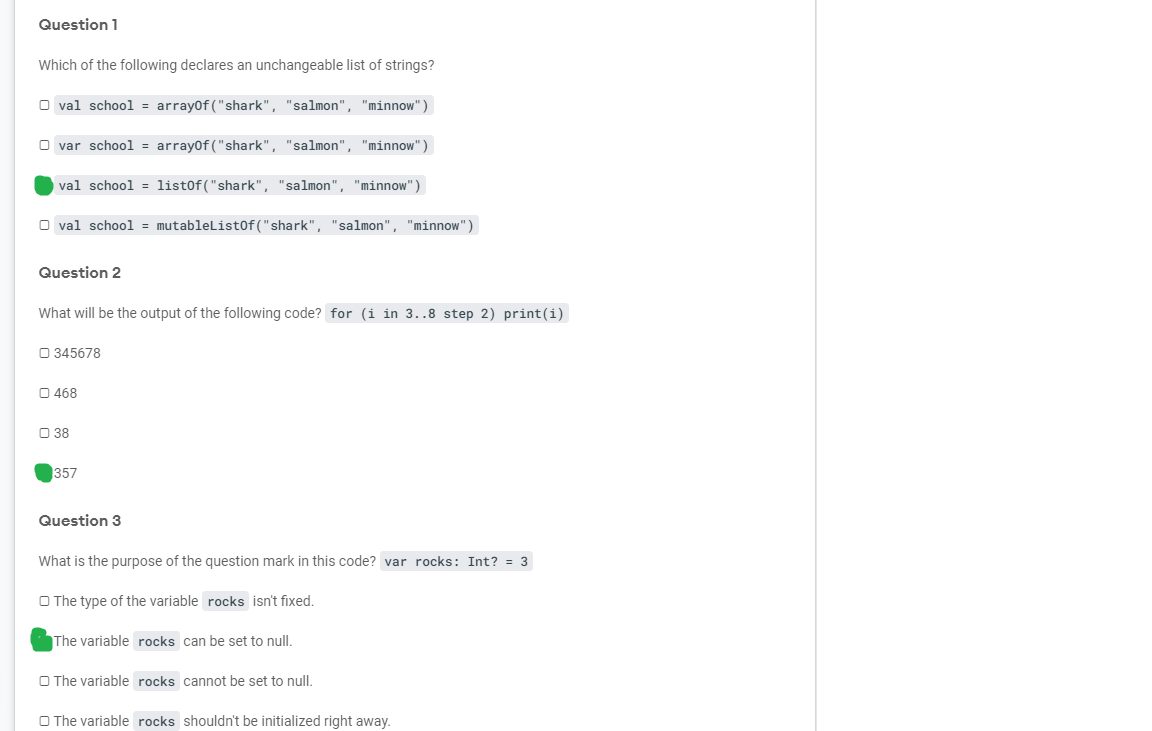 Question 1
Which of the following declares an unchangeable list of strings?
val school = arrayOf("shark", "salmon", "minnow")
var school = arrayOf("shark", "salmon", "minnow")
val school = listOf("shark", "salmon", "minnow")
val school = mutableListOf("shark", "salmon", "minnow")
Question 2
What will be the output of the following code? for (i in 3..8 step 2) print(i)
345678
468
38
357
Question 3
What is the purpose of the question mark in this code? var rocks: Int? = 3
The type of the variable rocks isn't fixed.
The variable rocks can be set to null.
The variable rocks cannot be set to null.
The variable rocks shouldn't be initialized right away.